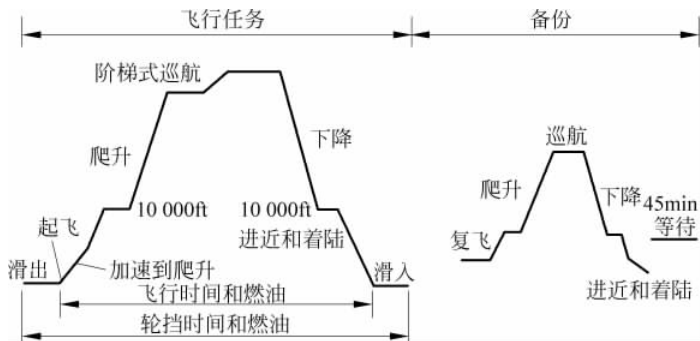 飞行任务
备份
阶梯式巡航
巡航
爬升
下降
爬升
下降
45min
等待
10 000ft
10 000ft
起飞
进近和着陆
复飞
滑出
加速到爬升
滑入
进近和着陆
飞行时间和燃油
轮挡时间和燃油